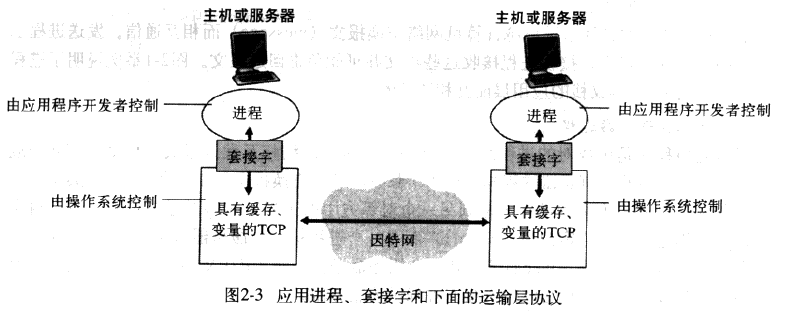 主机或服务器
主机或服务器
进程
进程
由应用程序开发者控制
由应用程序开发者控制
套接字
套接字
由操作系统控制
由操作系统控制
具有缓存、
变量的TCP
具有缓存、
变量的TCP
因特网
图2-3 应用进程、套接字和下面的运输层协议